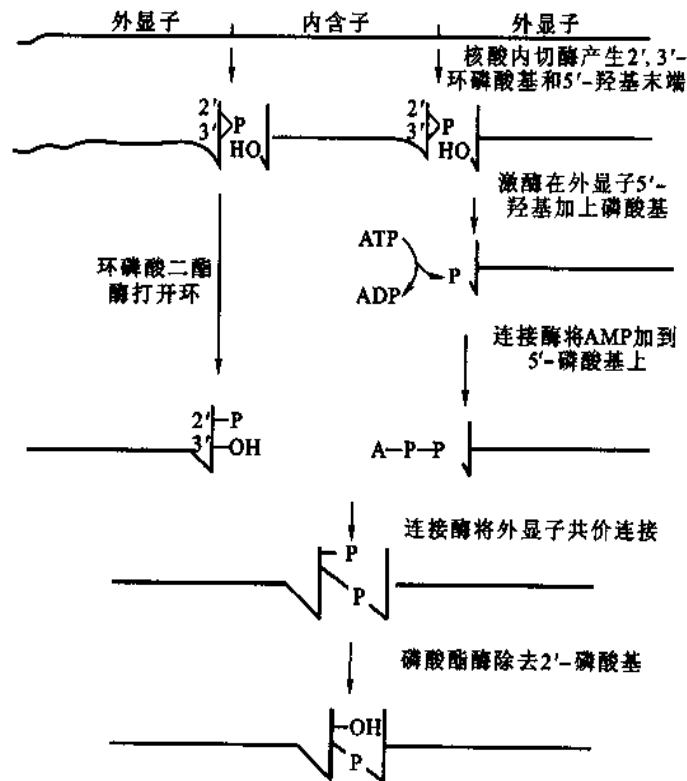 外显子 内含子 外显子
核酸内切酶产生2′, 3′-
环磷酸基和5′-羟基末端
2′
3′ P
HO
2′
3′ P
HO
激酶在外显子5′-
羟基加上磷酸基
ATP
P
ADP
环磷酸二酯
酶打开环
连接酶将AMP加到
5′-磷酸基上
2′ P
3′ OH
A-P-P
连接酶将外显子共价连接
P
P
磷酸酯酶除去2′-磷酸基
OH
P